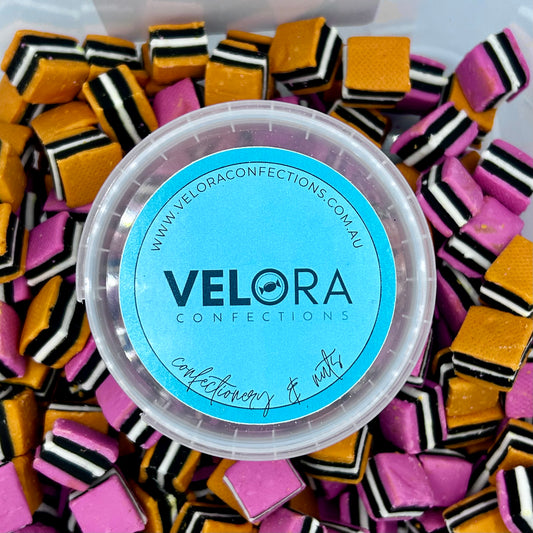 WWW.VELORACONFECTIONS.COM.AU
VELORA
CONFECTIONS
confectionery & nuts